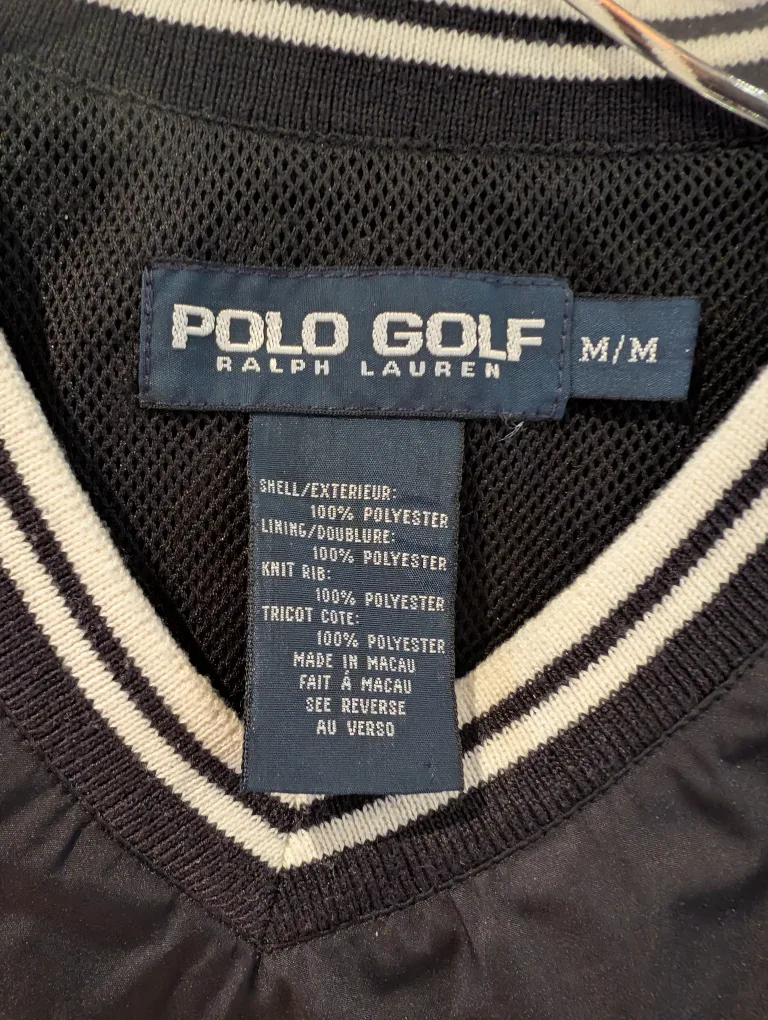 POLO GOLF
RALPH LAUREN
M/M
SHELL/EXTERIEUR:
100% POLYESTER
LINING/DOUBLURE:
100% POLYESTER
KNIT RIB:
100% POLYESTER
TRICOT COTE:
100% POLYESTER
MADE IN MACAU
FAIT À MACAU
SEE REVERSE
AU VERSO